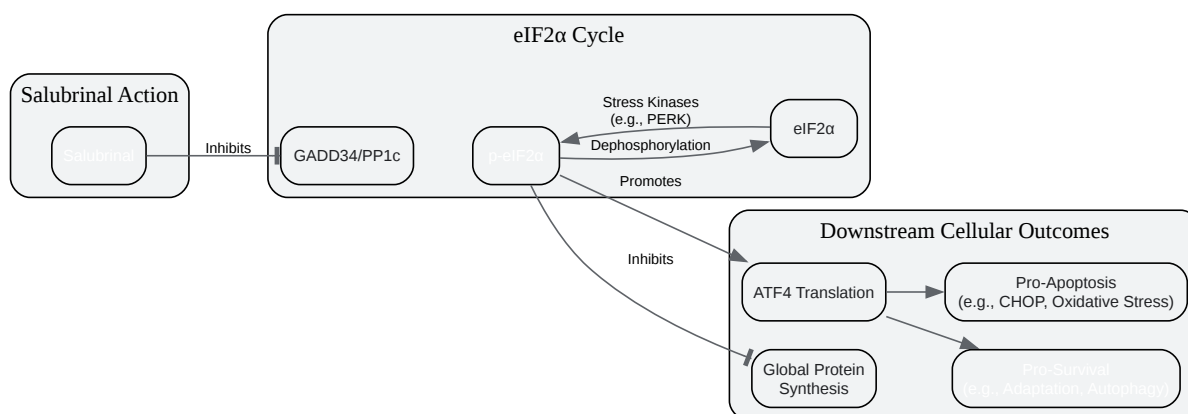 eIF2α Cycle
Salubrinal Action
Salubrinal
Inhibits
GADD34/PP1c
p-eIF2α
Stress Kinases
(e.g., PERK)
Dephosphorylation
eIF2α
Promotes
Inhibits
Downstream Cellular Outcomes
ATF4 Translation
Pro-Apoptosis
(e.g., CHOP, Oxidative Stress)
Global Protein
Synthesis
Pro-Survival
(e.g., Adaptation, Autophagy)